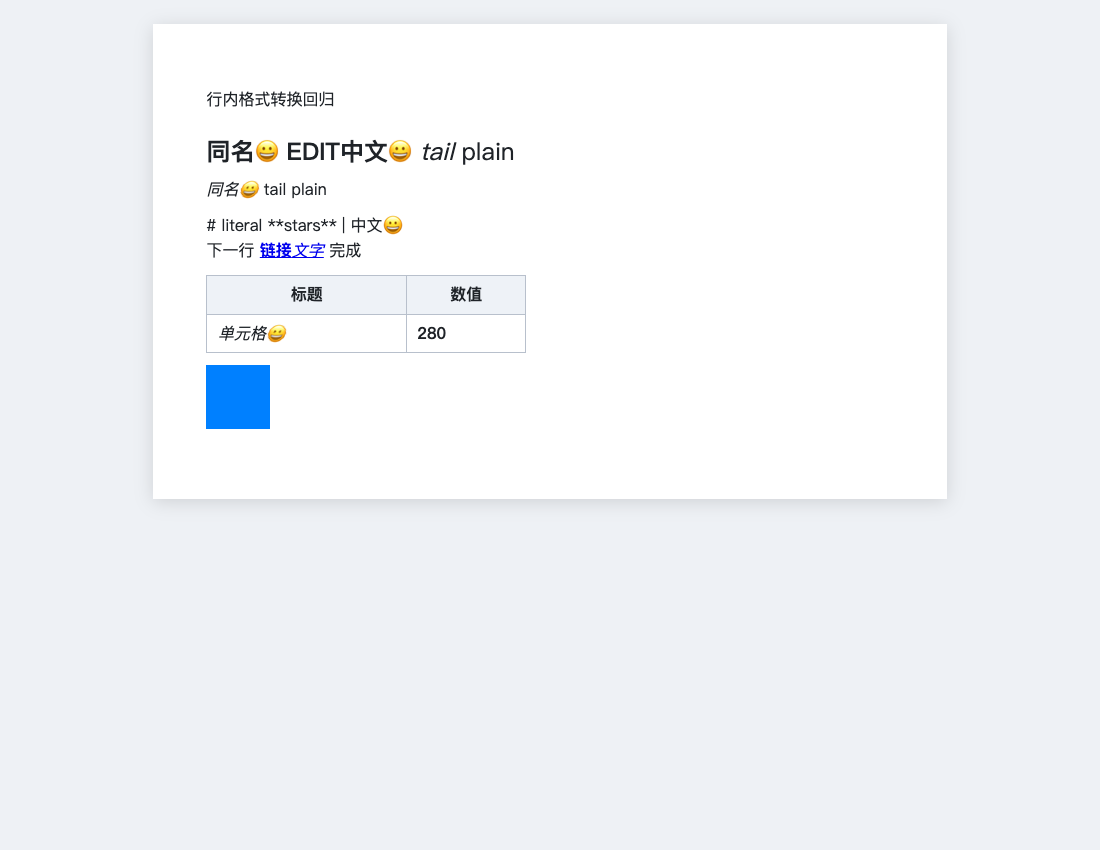 行内格式转换回归
同名😀 EDIT中文😀 tail plain
同名😀 tail plain
# literal **stars** | 中文😀
下一行 链接文字 完成
标题 数值
单元格😀 280